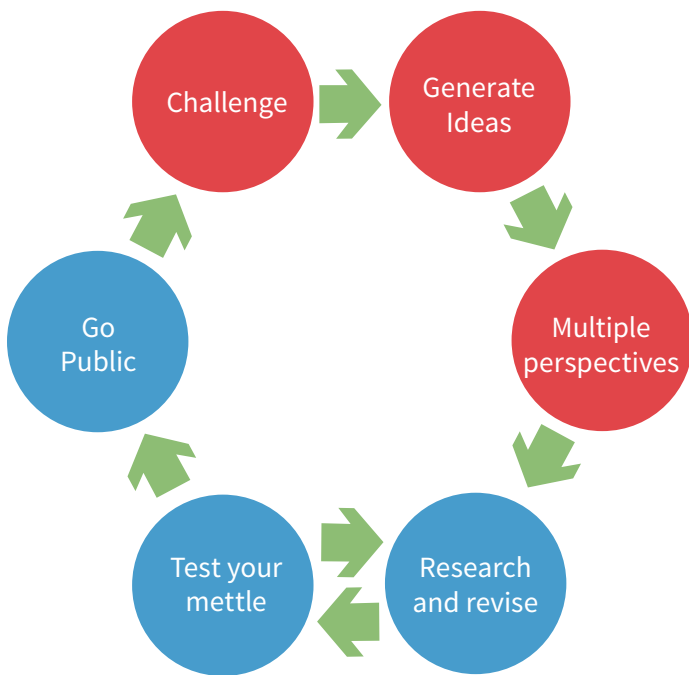 Challenge
Generate
Ideas
Multiple
perspectives
Research
and revise
Test your
mettle
Go
Public